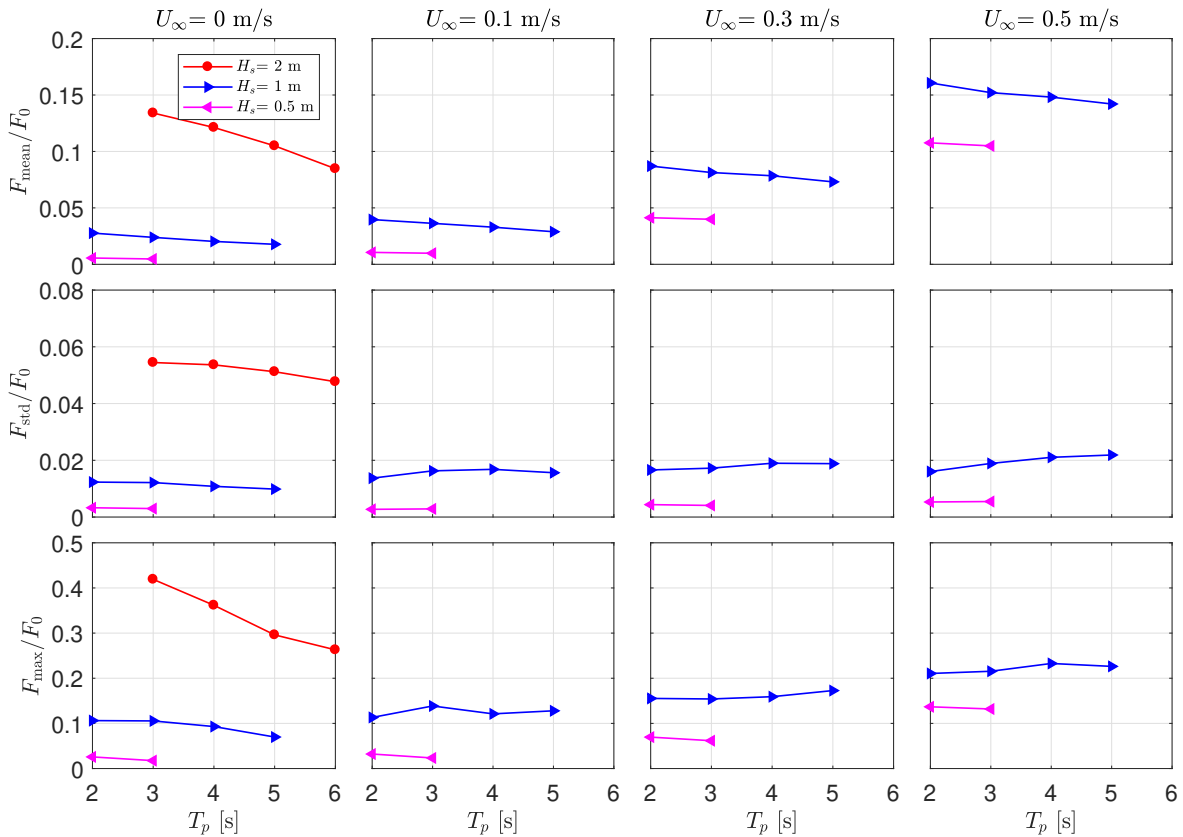 U∞= 0 m/s U∞= 0.1 m/s U∞= 0.3 m/s U∞= 0.5 m/s
0.2
0.15
0.1
0.05
0
Fmean/F0
Hs= 2 m
Hs= 1 m
Hs= 0.5 m
0.08
0.06
0.04
0.02
0
Fstd/F0
0.5
0.4
0.3
0.2
0.1
0
Fmax/F0
2 3 4 5 6 2 3 4 5 6 2 3 4 5 6 2 3 4 5 6
Tp [s] Tp [s] Tp [s] Tp [s]